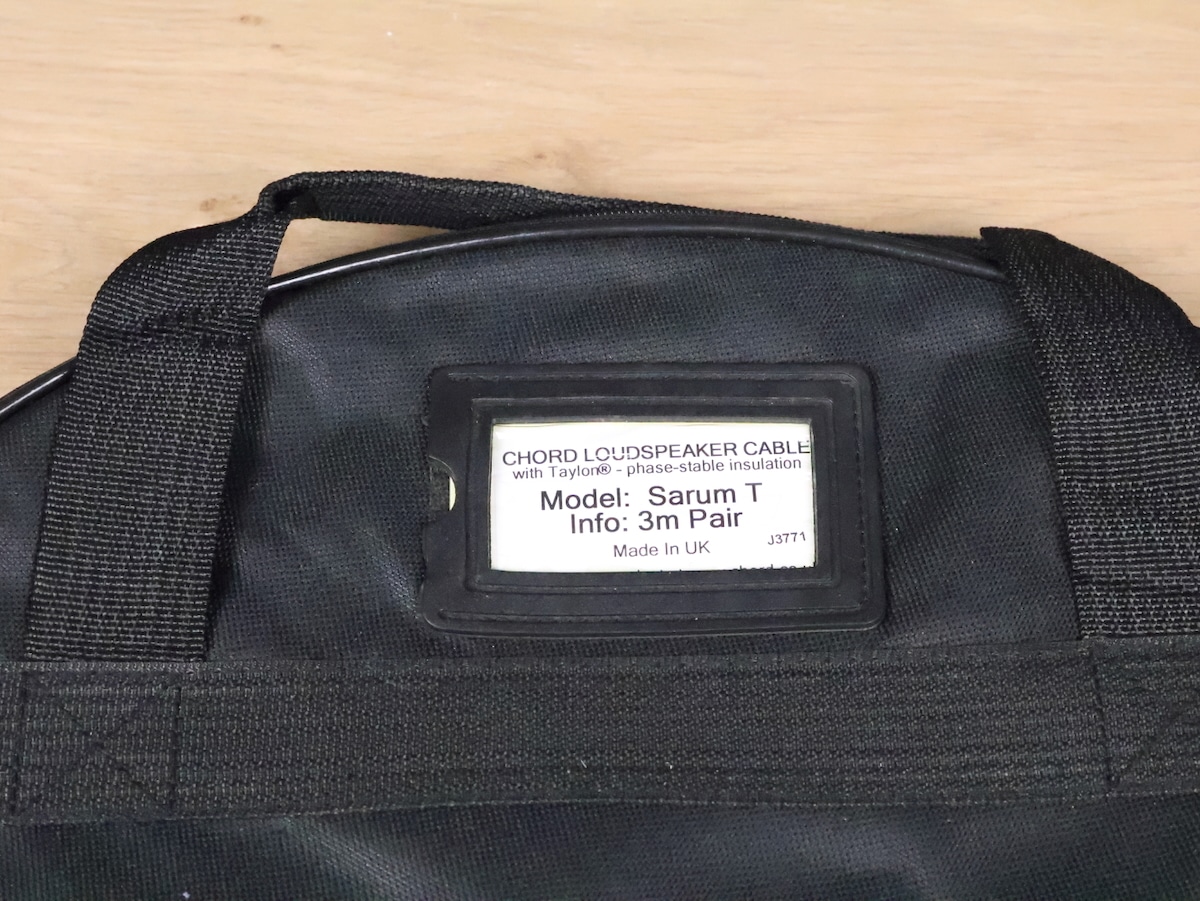 CHORD LOUDSPEAKER CABLE
with Taylon® - phase-stable insulation
Model: Sarum T
Info: 3m Pair
Made In UK
J3771